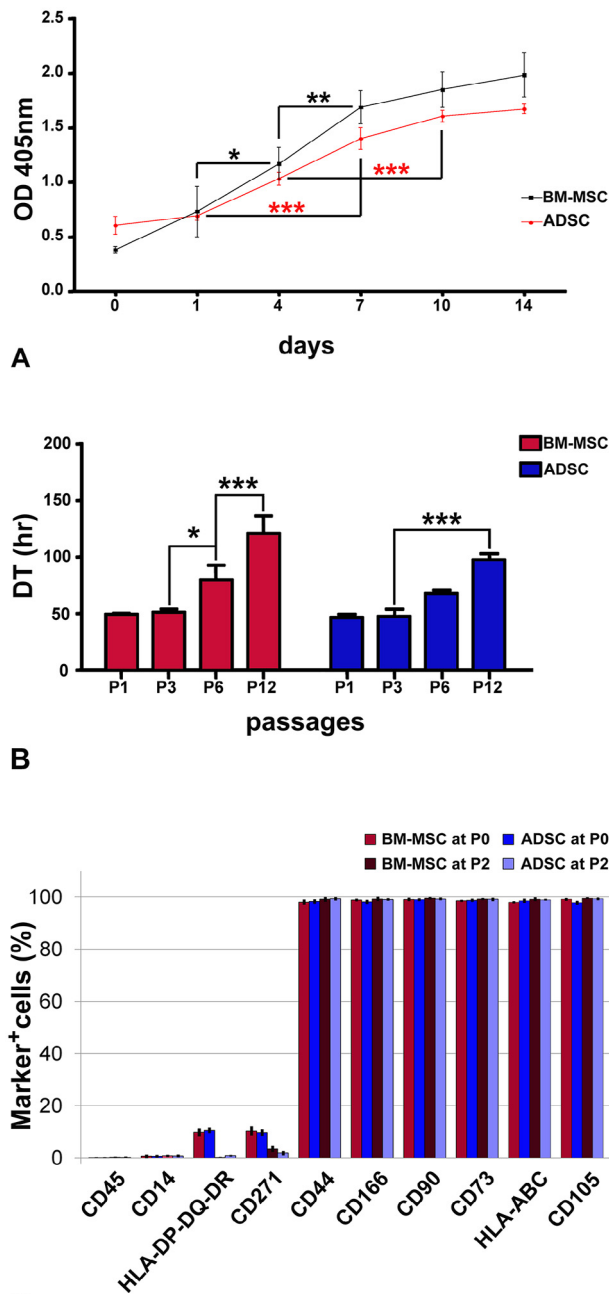 2.5
2.0
1.5
1.0
0.5
0.0
OD 405nm
**
*
***
***
BM-MSC
ADSC
0 1 4 7 10 14
days
A
200
150
100
50
0
DT (hr)
BM-MSC
ADSC
*
***
***
P1 P3 P6 P12 P1 P3 P6 P12
passages
B
BM-MSC at P0 ADSC at P0
BM-MSC at P2 ADSC at P2
100
80
60
40
20
0
Marker+cells (%)
CD45
CD14
HLA-DP-DQ-DR
CD271
CD44
CD166
CD90
CD73
HLA-ABC
CD105